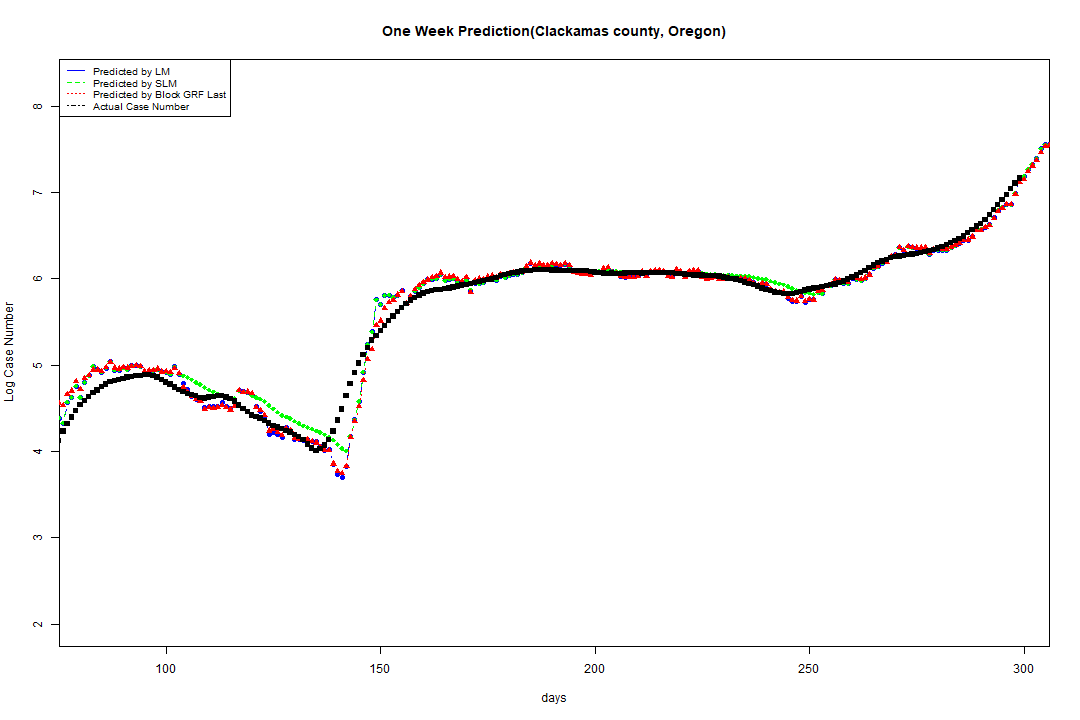 One Week Prediction(Clackamas county, Oregon)
Predicted by LM
Predicted by SLM
Predicted by Block GRF Last
Actual Case Number
8
7
6
5
4
3
2
Log Case Number
100 150 200 250 300
days